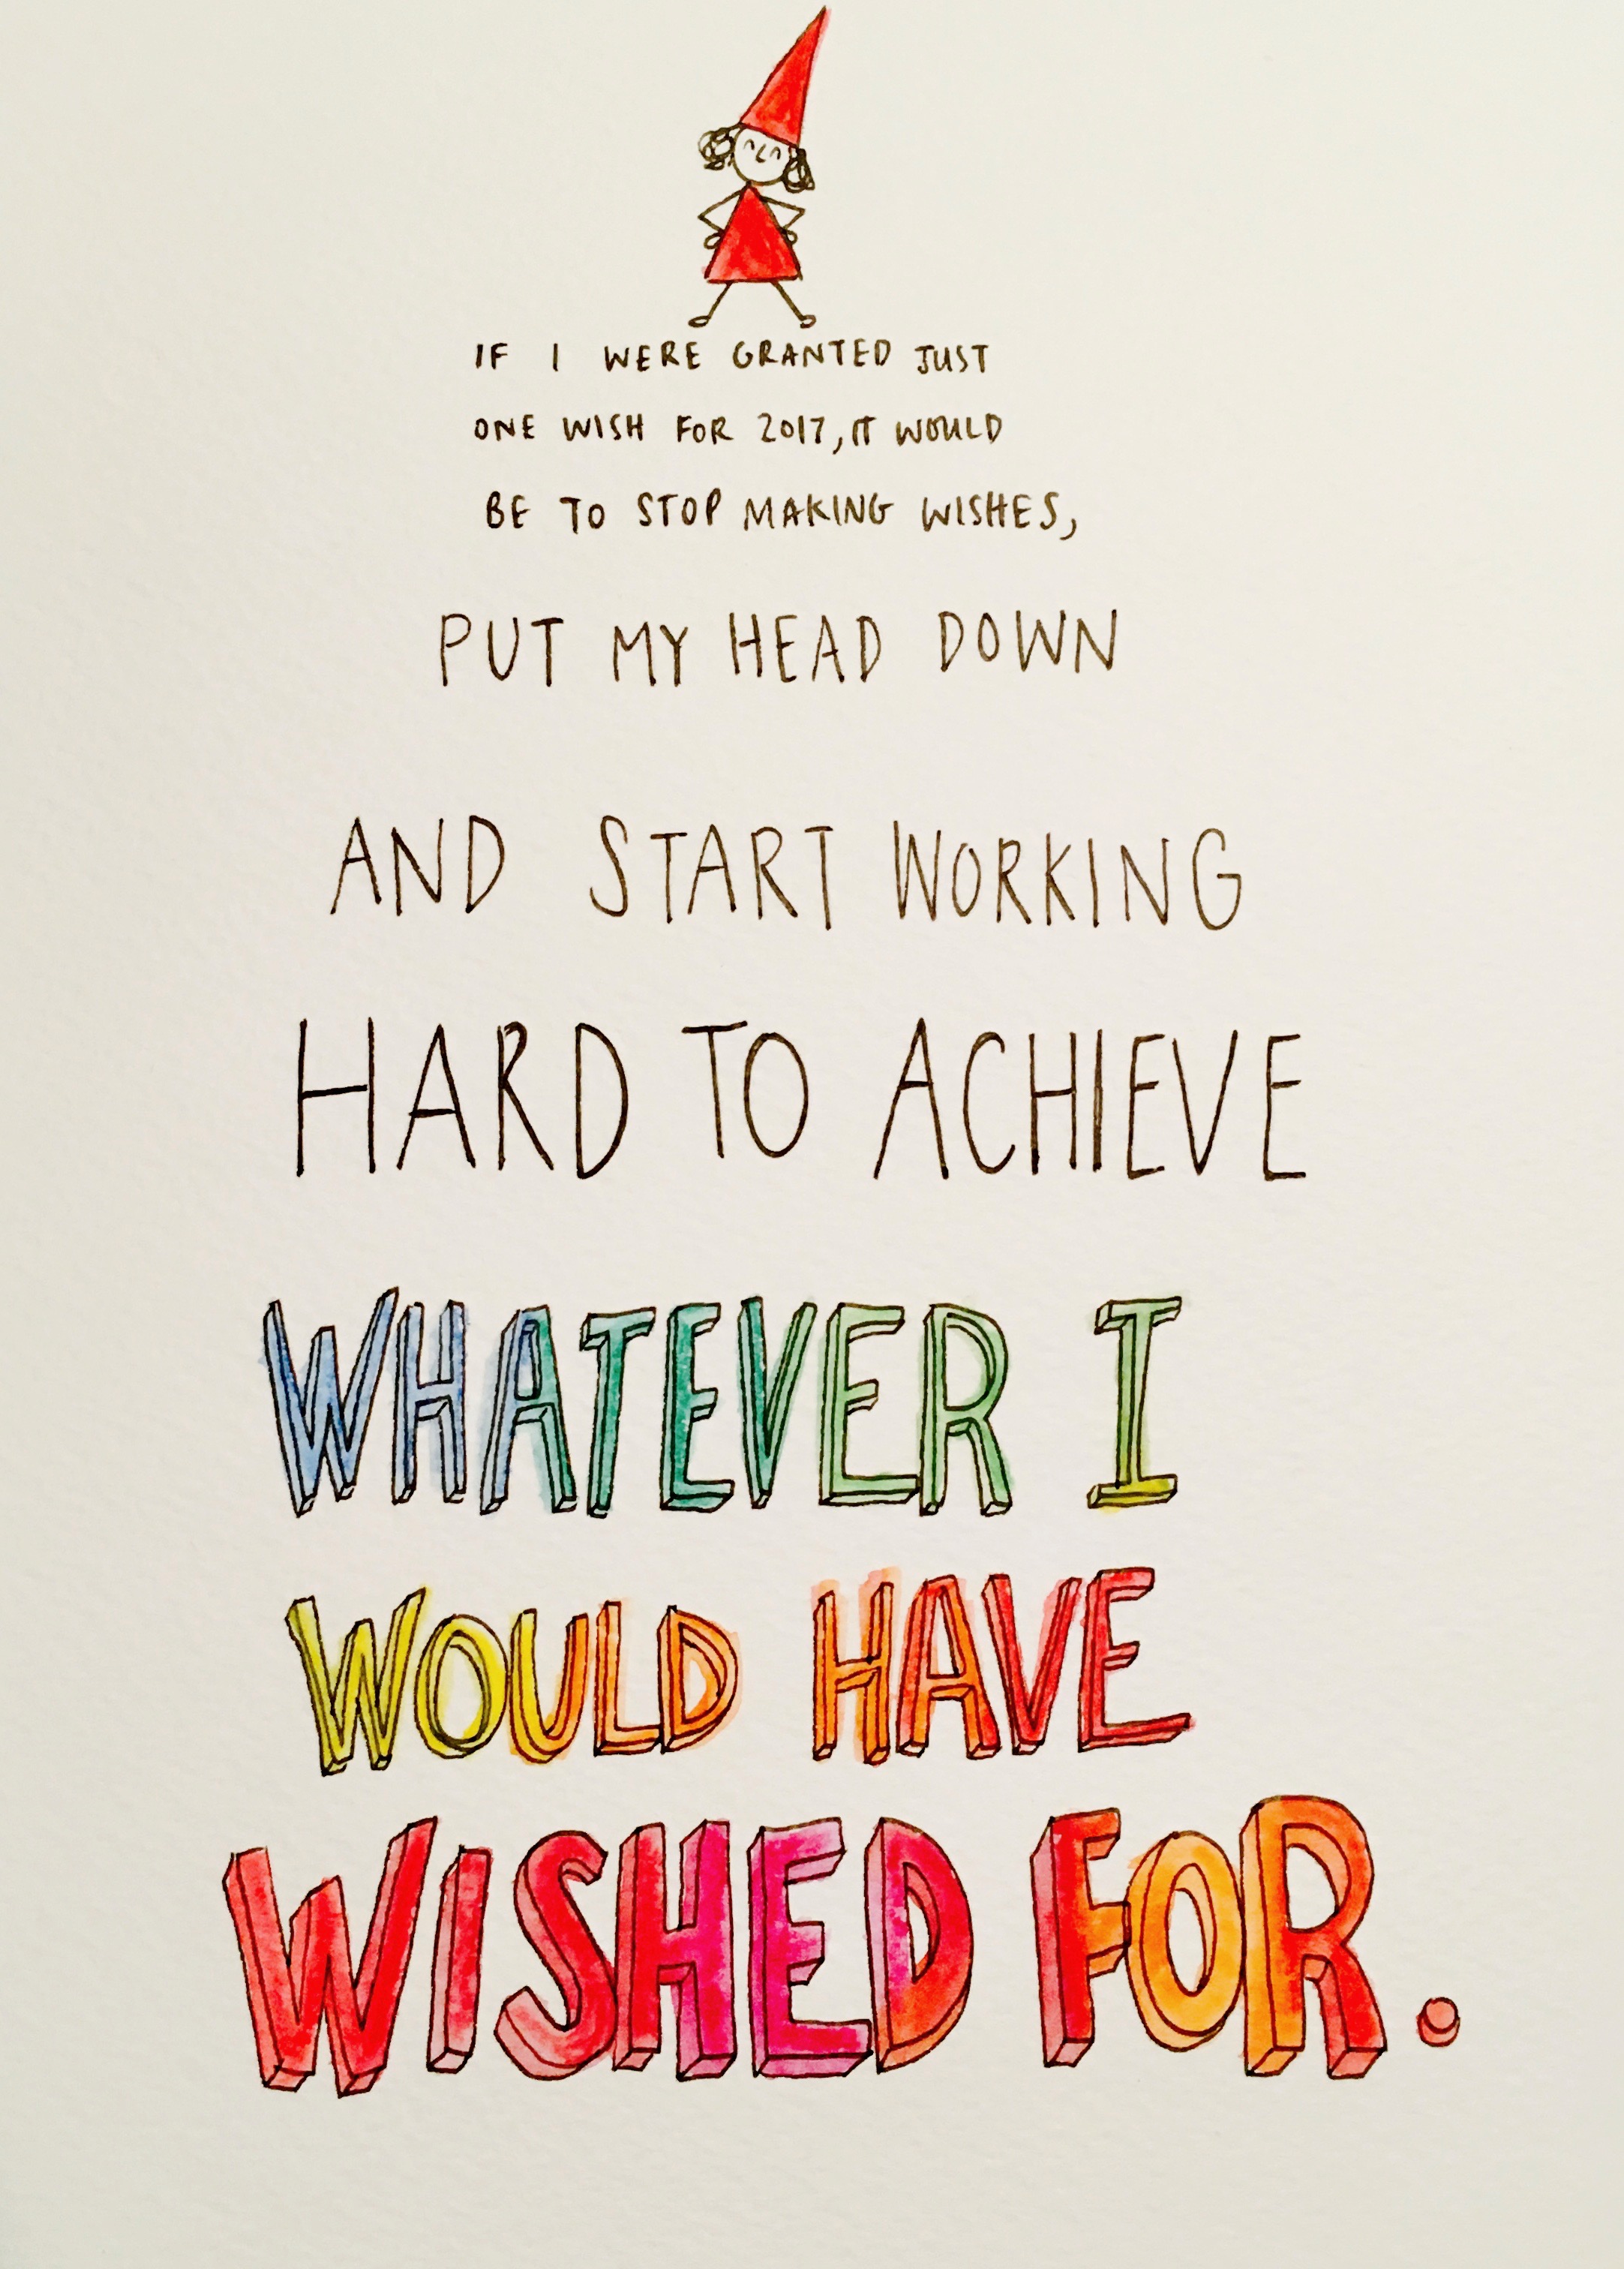 IF I WERE GRANTED JUST
ONE WISH FOR 2017, IT WOULD
BE TO STOP MAKING WISHES,
PUT MY HEAD DOWN
AND START WORKING
HARD TO ACHIEVE
WHATEVER I
WOULD HAVE
WISHED FOR.